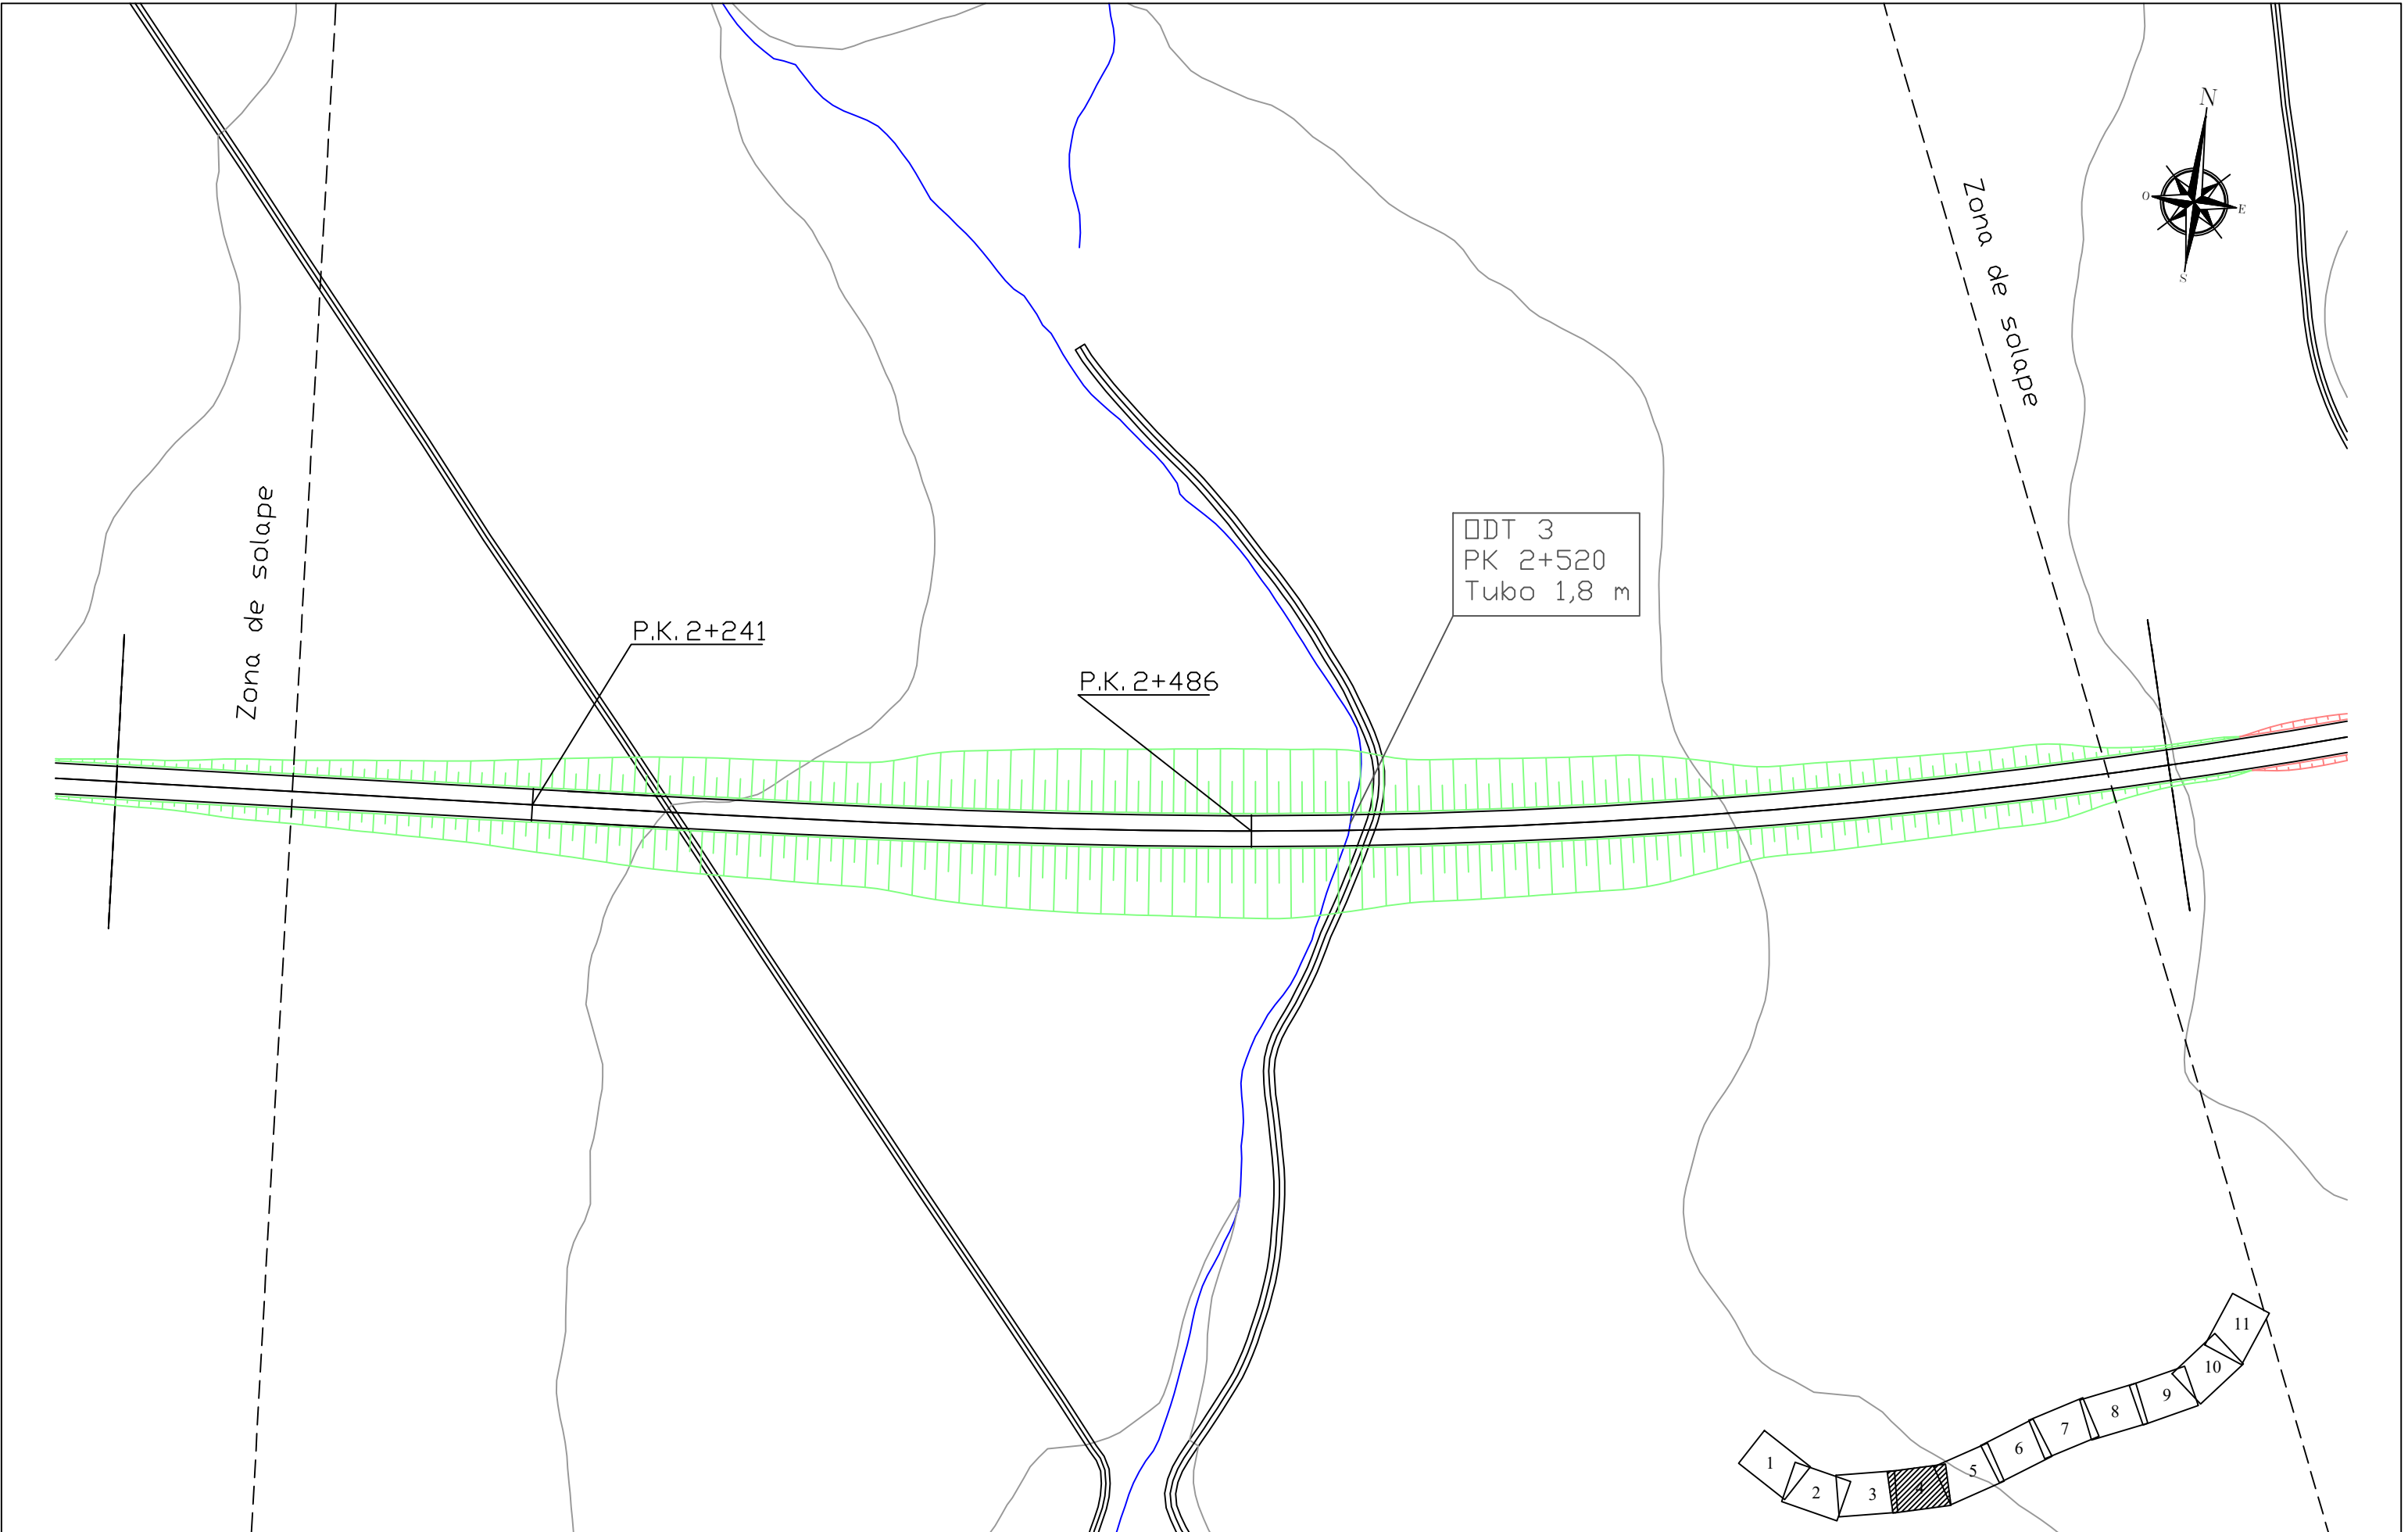 N
O
E
S
Zona de solape
Zona de solape
ODT 3
PK 2+520
Tubo 1,8 m
P.K. 2+241
P.K. 2+486
1
2
3
4
5
6
7
8
9
10
11